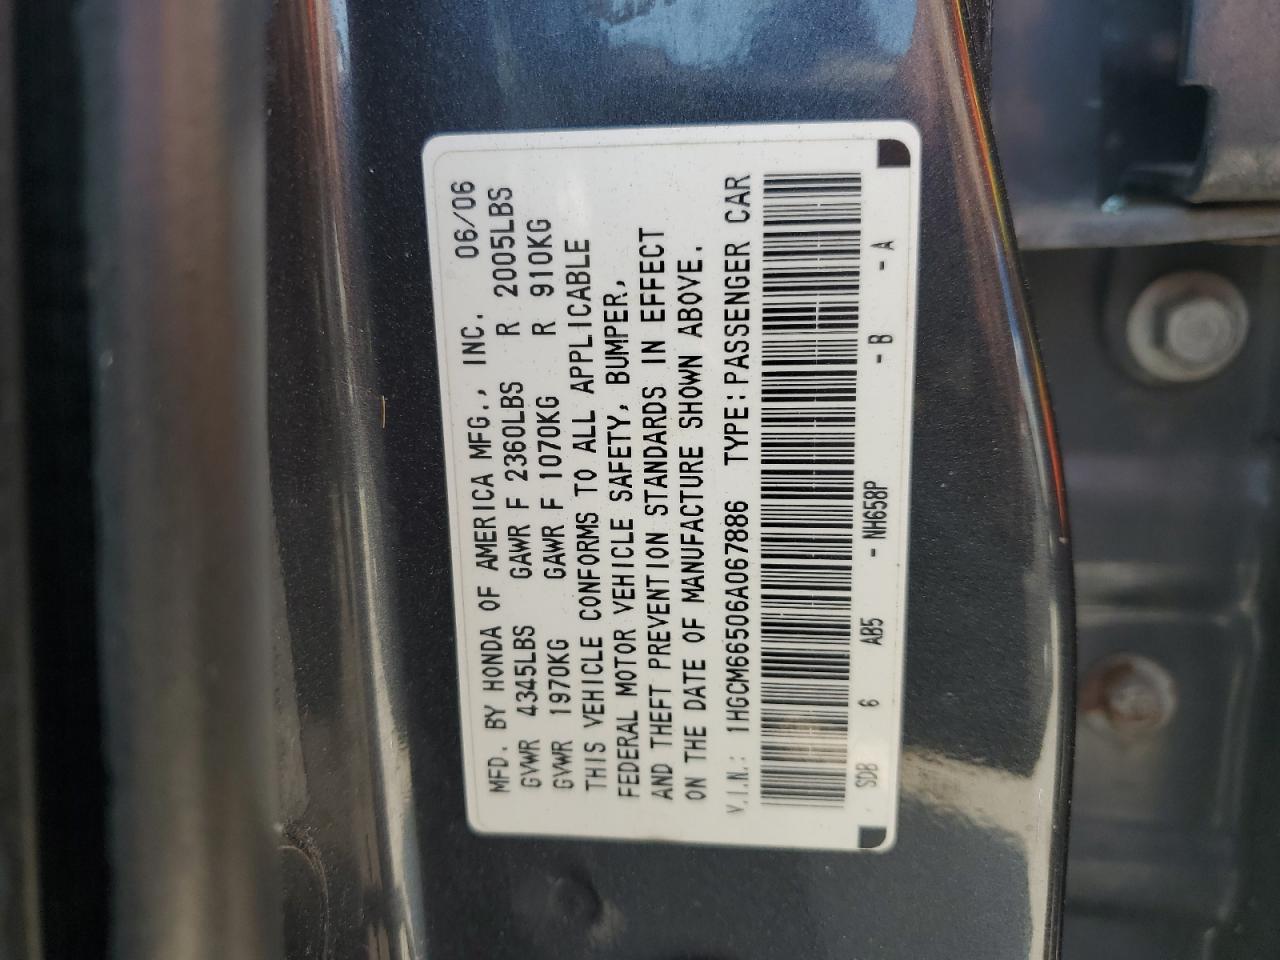 MFD. BY HONDA OF AMERICA MFG., INC. 06/06
GVWR 4345LBS GAWR F 2360LBS R 2005LBS
GVWR 1970KG GAWR F 1070KG R 910KG
THIS VEHICLE CONFORMS TO ALL APPLICABLE
FEDERAL MOTOR VEHICLE SAFETY, BUMPER,
AND THEFT PREVENTION STANDARDS IN EFFECT
ON THE DATE OF MANUFACTURE SHOWN ABOVE.
V.I.N.: 1HGCM66506A067886 TYPE: PASSENGER CAR
SDB 6 AB5 - NH658P - B - A